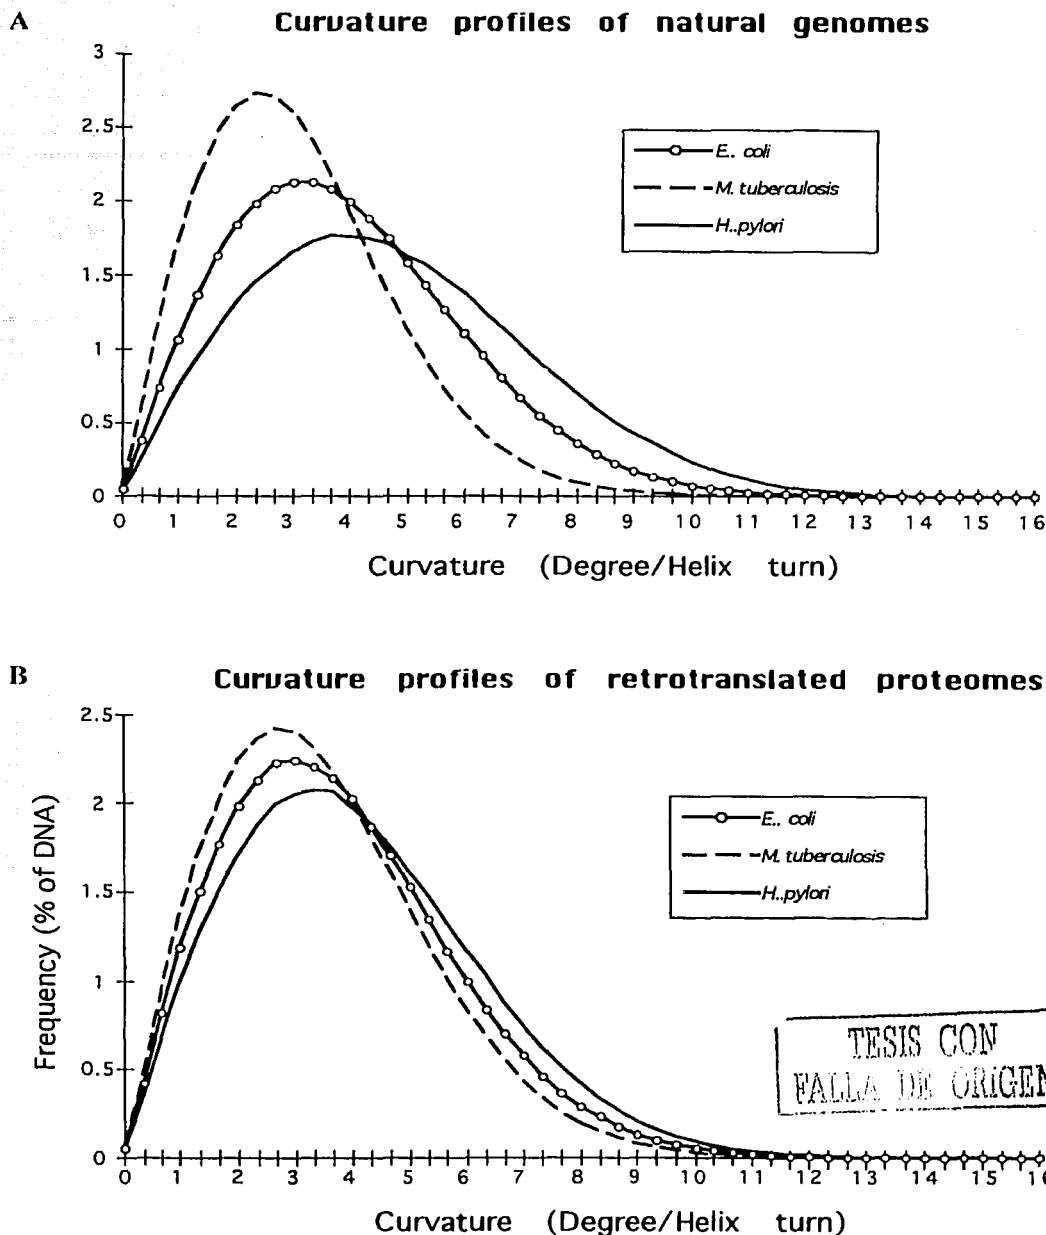 A
Curvature profiles of natural genomes
3
2.5
2
1.5
1
0.5
0
0 1 2 3 4 5 6 7 8 9 10 11 12 13 14 15 16
E.. coli
M. tuberculosis
H..pylori
Curvature (Degree/Helix turn)
B
Curvature profiles of retrotranslated proteomes
2.5
2
1.5
1
0.5
0
Frequency (% of DNA)
0 1 2 3 4 5 6 7 8 9 10 11 12 13 14 15 16
E.. coli
M. tuberculosis
H..pylori
TESIS CON
FALLA DE ORIGEN
Curvature (Degree/Helix turn)